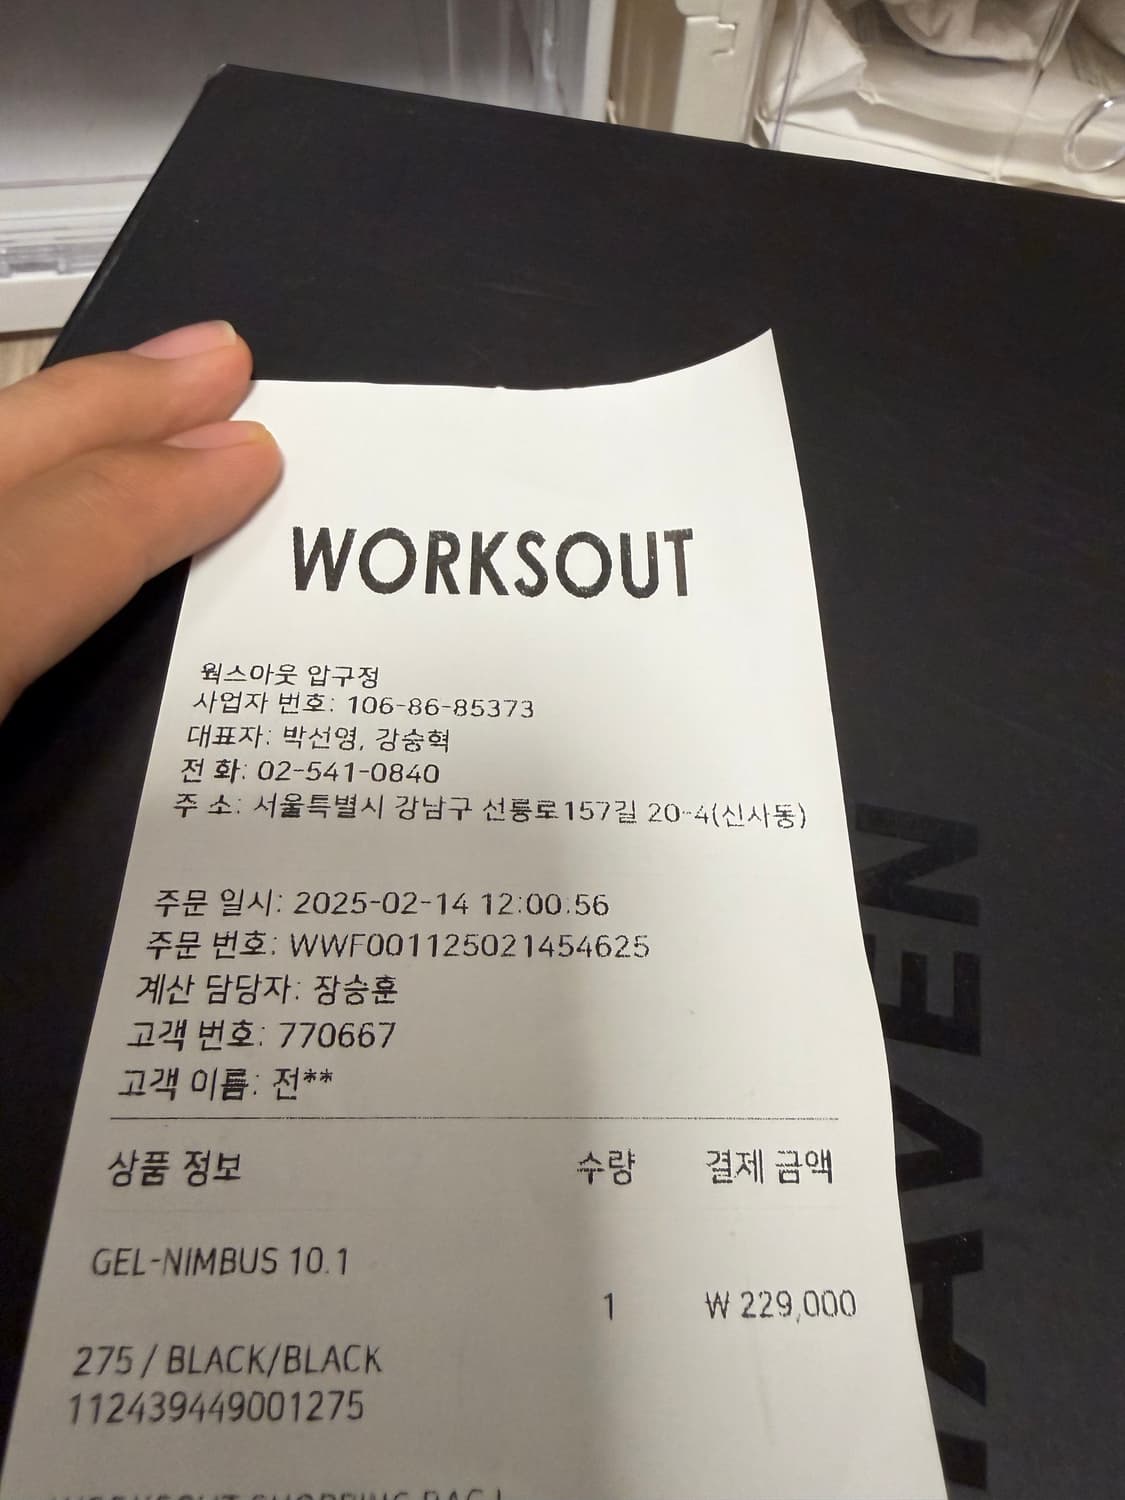 WORKSOUT
웍스아웃 압구정
사업자 번호: 106-86-85373
대표자: 박선영, 강승혁
전 화: 02-541-0840
주 소: 서울특별시 강남구 선릉로157길 20-4(신사동)
주문 일시: 2025-02-14 12:00:56
주문 번호: WWF001125021454625
계산 담당자: 장승훈
고객 번호: 770667
고객 이름: 전**
상품 정보 수량 결제 금액
GEL-NIMBUS 10.1
1 ₩ 229,000
275 / BLACK/BLACK
112439449001275
WORKSOUT SHOPPING BAG L